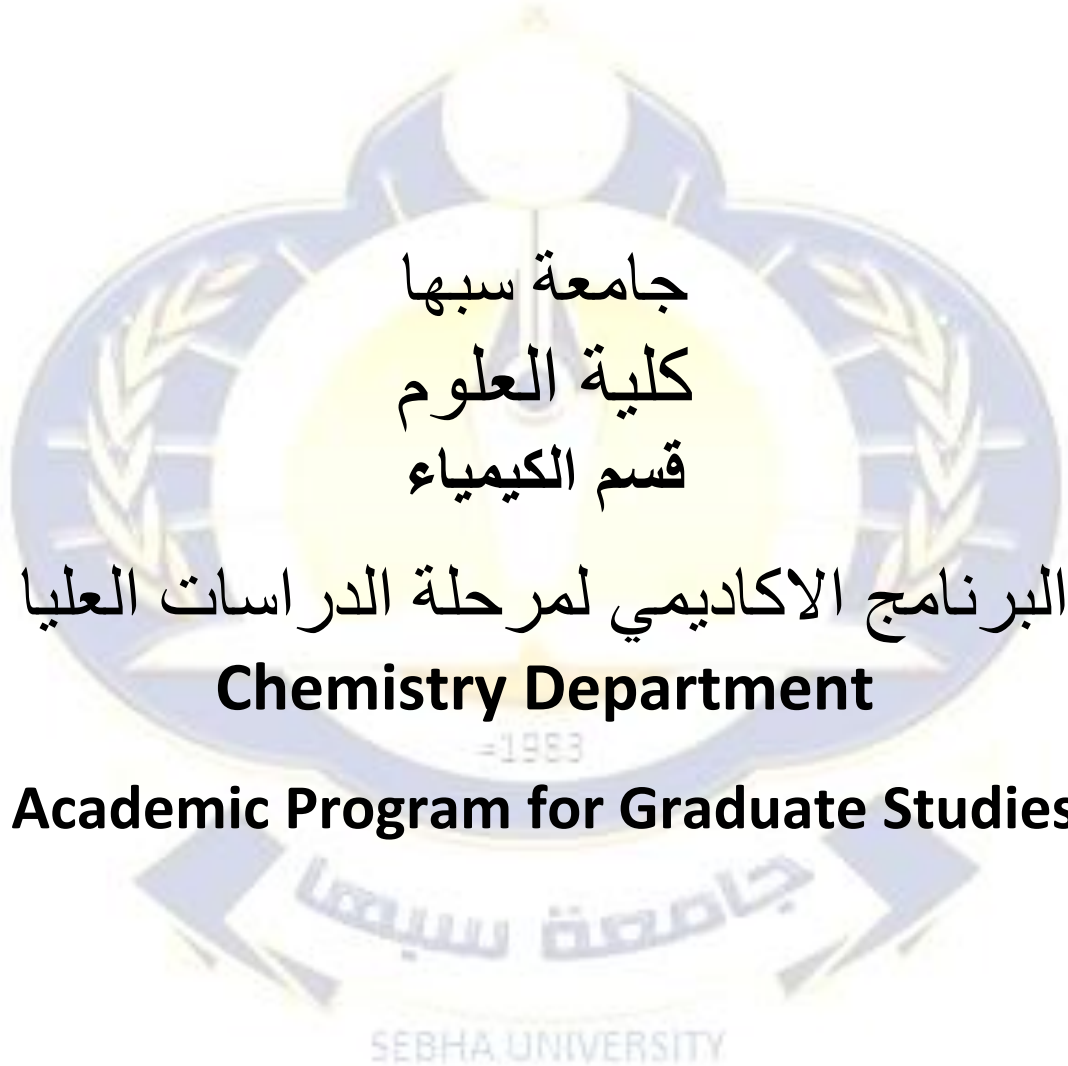 جامعة سبها
كلية العلوم
قسم الكيمياء
البرنامج الاكاديمي لمرحلة الدراسات العليا
Chemistry Department
-1983
Academic Program for Graduate Studies
جامعة سبها
SEBHA UNIVERSITY